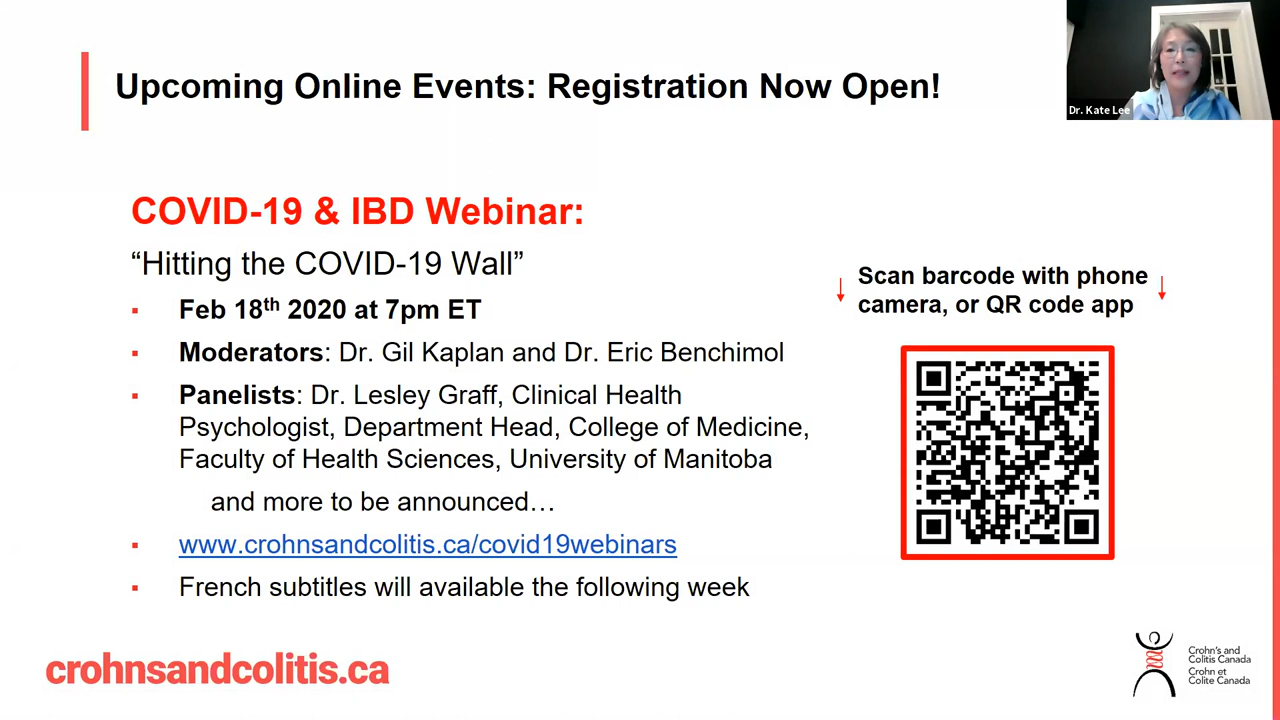 Upcoming Online Events: Registration Now Open!
Dr. Kate Lee
COVID-19 & IBD Webinar:
“Hitting the COVID-19 Wall”
▪ Feb 18th 2020 at 7pm ET
▪ Moderators: Dr. Gil Kaplan and Dr. Eric Benchimol
▪ Panelists: Dr. Lesley Graff, Clinical Health
Psychologist, Department Head, College of Medicine,
Faculty of Health Sciences, University of Manitoba
and more to be announced…
▪ www.crohnsandcolitis.ca/covid19webinars
▪ French subtitles will available the following week
Scan barcode with phone
camera, or QR code app
crohnsandcolitis.ca
Crohn's and
Colitis Canada
Crohn et
Colite Canada